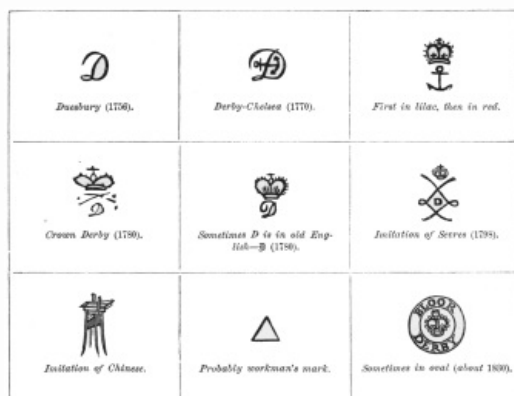 D
Duesbury (1756).
D
Derby-Chelsea (1770).
First in lilac, then in red.
D
Crown Derby (1780).
D
Sometimes D is in old Eng-
lish—D (1780).
D
Imitation of Sevres (1798).
Imitation of Chinese.
Probably workman's mark.
BLOOR
DERBY
Sometimes in oval (about 1830).